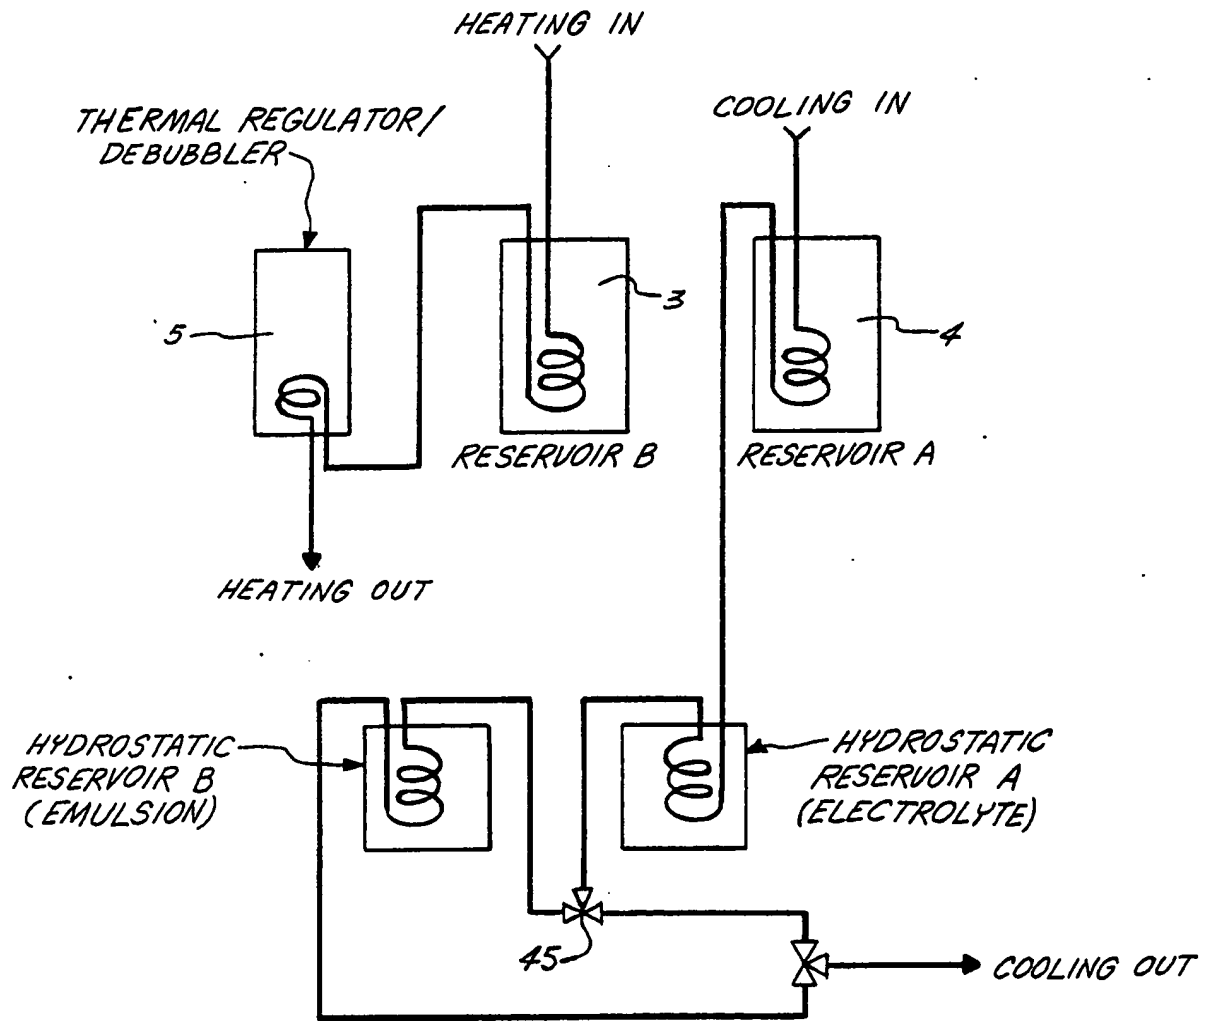 HEATING IN
COOLING IN
THERMAL REGULATOR/
DEBUBBLER
3
5
4
RESERVOIR B
RESERVOIR A
HEATING OUT
HYDROSTATIC
RESERVOIR B
(EMULSION)
HYDROSTATIC
RESERVOIR A
(ELECTROLYTE)
45
COOLING OUT